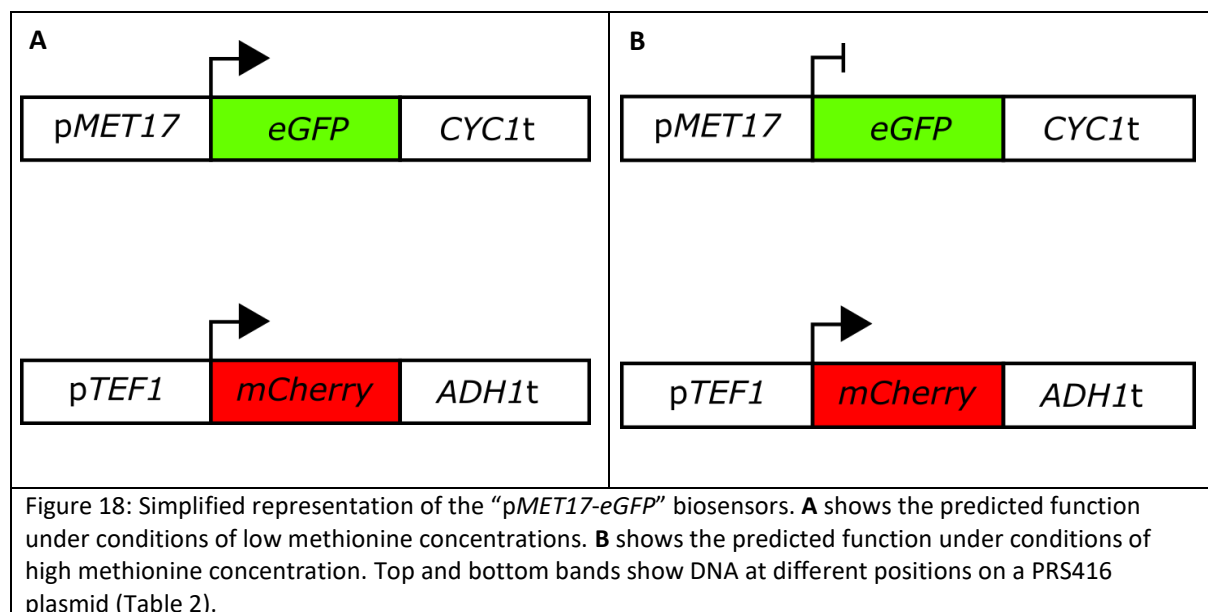 A
pMET17 eGFP CYC1t
pTEF1 mCherry ADH1t
B
pMET17 eGFP CYC1t
pTEF1 mCherry ADH1t
Figure 18: Simplified representation of the “pMET17-eGFP” biosensors. A shows the predicted function
under conditions of low methionine concentrations. B shows the predicted function under conditions of
high methionine concentration. Top and bottom bands show DNA at different positions on a PRS416
plasmid (Table 2).